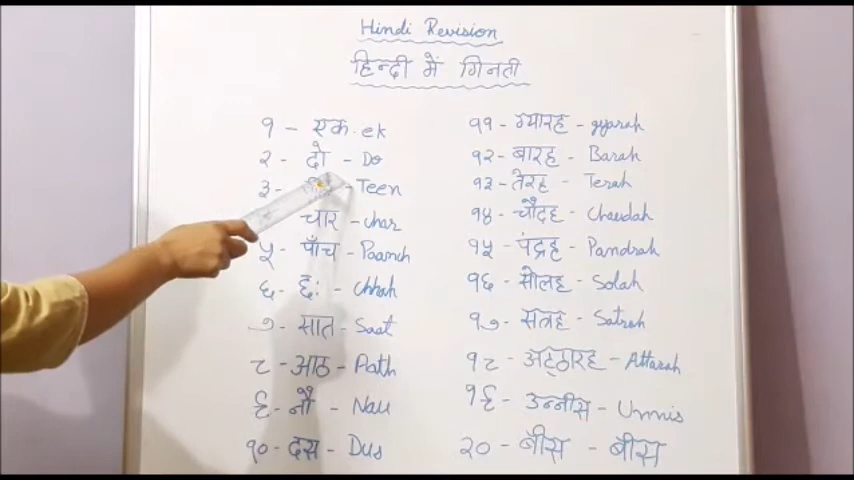 Hindi Revision
हिन्दी में गिनती
१ - एक - ek
२ - दो - Do
३ - - Teen
चार - char
५ - पाँच - Paanch
६ - छः - Chhah
७ - सात - Saat
८ - आठ - Path
९ - नौ - Nau
१० - दस - Dus
११ - ग्यारह - gyarah
१२ - बारह - Barah
१३ - तेरह - Terah
१४ - चौदह - Chaudah
१५ - पंद्रह - Pandrah
१६ - सोलह - Solah
१७ - सत्रह - Satrah
१८ - अट्ठारह - Attarah
१९ - उन्नीस - Unnis
२० - बीस - बीस